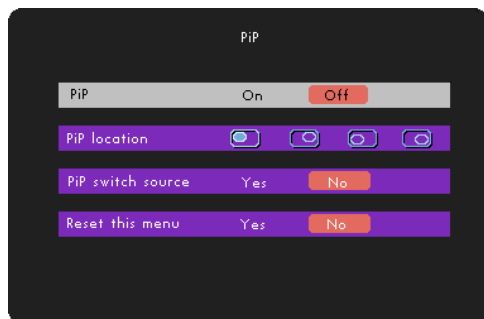 PiP
PiP On Off
PiP location
PiP switch source Yes No
Reset this menu Yes No